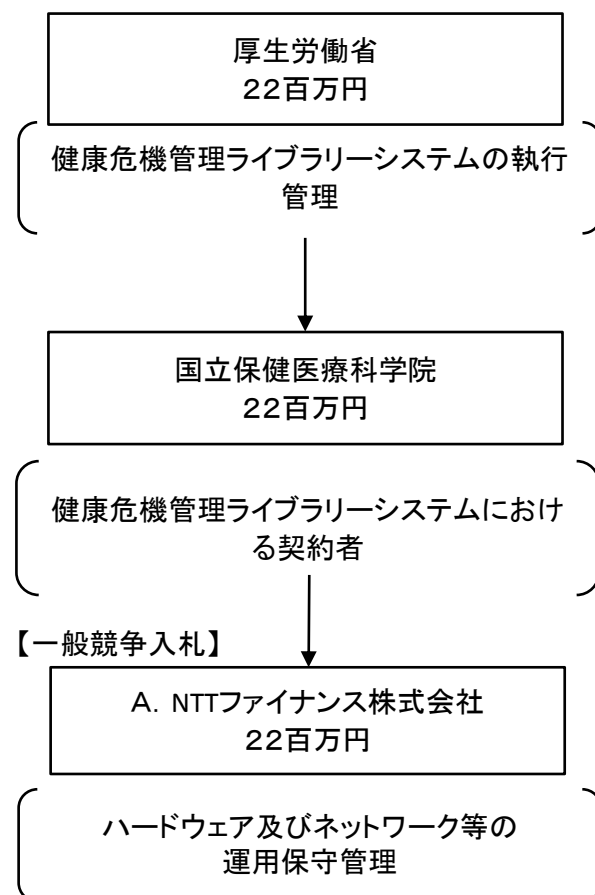 厚生労働省
22百万円
健康危機管理ライブラリーシステムの執行
管理
国立保健医療科学院
22百万円
健康危機管理ライブラリーシステムにおけ
る契約者
【一般競争入札】
A. NTTファイナンス株式会社
22百万円
ハードウェア及びネットワーク等の
運用保守管理